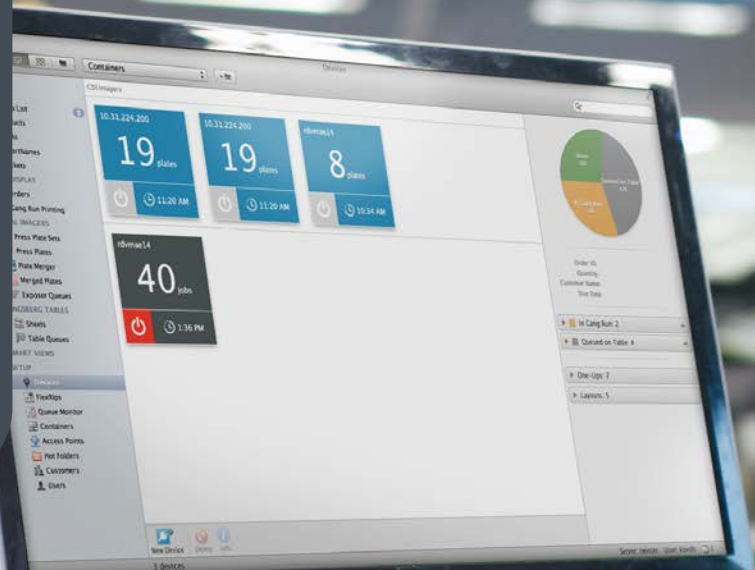 Containers
Devices
CDI Imagers
10.31.224.200
19 plates
11:20 AM
10.31.224.200
19 plates
11:20 AM
rdvmae14
8 plates
10:34 AM
rdvmae14
40 jobs
1:36 PM
Gang Run Printing
Press Plate Sets
Press Plates
Plate Merger
Merged Plates
Exposer Queues
Sheets
Table Queues
Devices
FlexRips
Queue Monitor
Containers
Access Points
Hot Folders
Customers
Users
Order ID:
Quantity:
Customer Name:
Due Date:
In Gang Run: 2
Queued on Table: 4
One-Ups: 7
Layouts: 5
New Device
Delete
Info